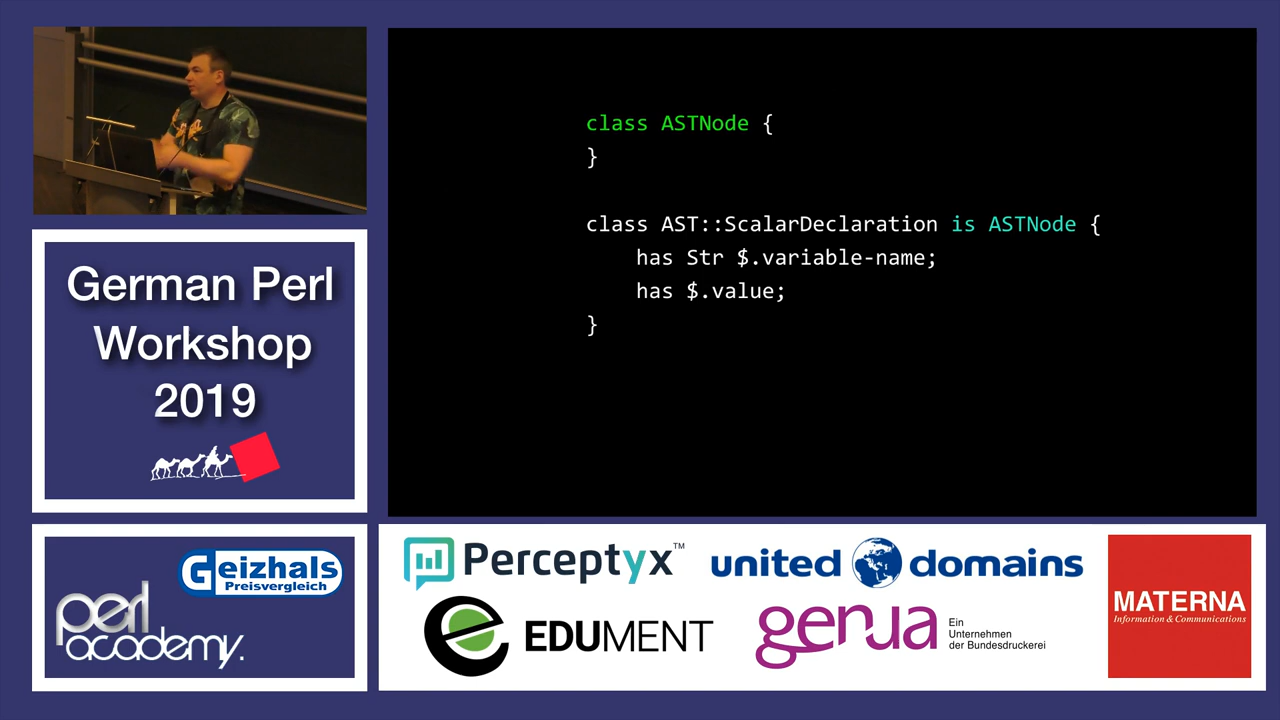 class ASTNode {
}
class AST::ScalarDeclaration is ASTNode {
has Str $.variable-name;
has $.value;
}
German Perl
Workshop
2019
Geizhals
Preisvergleich
perl
academy.
Perceptyx™
united domains
EDUMENT
genua
Ein
Unternehmen
der Bundesdruckerei
MATERNA
Information & Communications